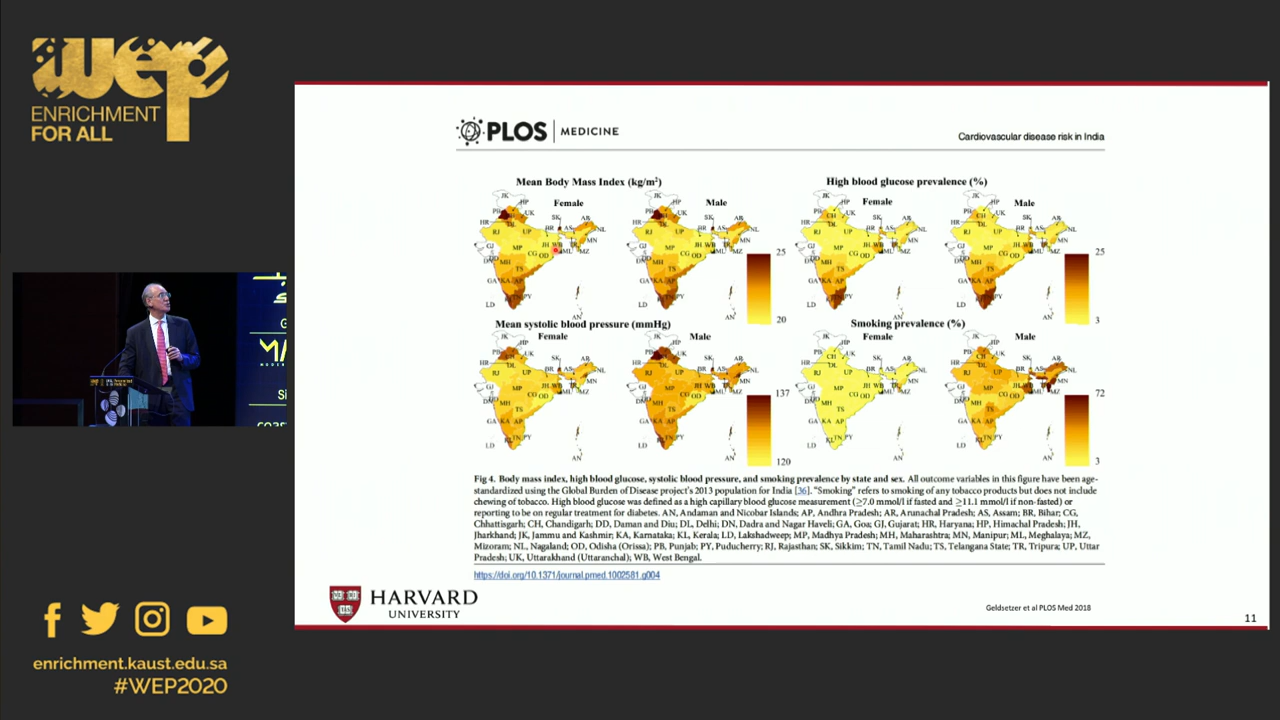 wep
ENRICHMENT
FOR ALL
PLOS | MEDICINE
Cardiovascular disease risk in India
Mean Body Mass Index (kg/m²)
Female
Male
25
20
High blood glucose prevalence (%)
Female
Male
25
3
Mean systolic blood pressure (mmHg)
Female
Male
137
120
Smoking prevalence (%)
Female
Male
72
3
Fig 4. Body mass index, high blood glucose, systolic blood pressure, and smoking prevalence by state and sex. All outcome variables in this figure have been age-
standardized using the Global Burden of Disease project's 2013 population for India [36]. "Smoking" refers to smoking of any tobacco products but does not include
chewing of tobacco. High blood glucose was defined as a high capillary blood glucose measurement (≥7.0 mmol/l if fasted and ≥11.1 mmol/l if non-fasted) or
reporting to be on regular treatment for diabetes. AN, Andaman and Nicobar Islands; AP, Andhra Pradesh; AR, Arunachal Pradesh; AS, Assam; BR, Bihar; CG,
Chhattisgarh; CH, Chandigarh; DD, Daman and Diu; DL, Delhi; DN, Dadra and Nagar Haveli; GA, Goa; GJ, Gujarat; HR, Haryana; HP, Himachal Pradesh; JH,
Jharkhand; JK, Jammu and Kashmir; KA, Karnataka; KL, Kerala; LD, Lakshadweep; MP, Madhya Pradesh; MH, Maharashtra; MN, Manipur; ML, Meghalaya; MZ,
Mizoram; NL, Nagaland; OD, Odisha (Orissa); PB, Punjab; PY, Puducherry; RJ, Rajasthan; SK, Sikkim; TN, Tamil Nadu; TS, Telangana State; TR, Tripura; UP, Uttar
Pradesh; UK, Uttarakhand (Uttaranchal); WB, West Bengal.
https://doi.org/10.1371/journal.pmed.1002581.g004
HARVARD
UNIVERSITY
Geldsetzer et al PLOS Med 2018
11
enrichment.kaust.edu.sa
#WEP2020